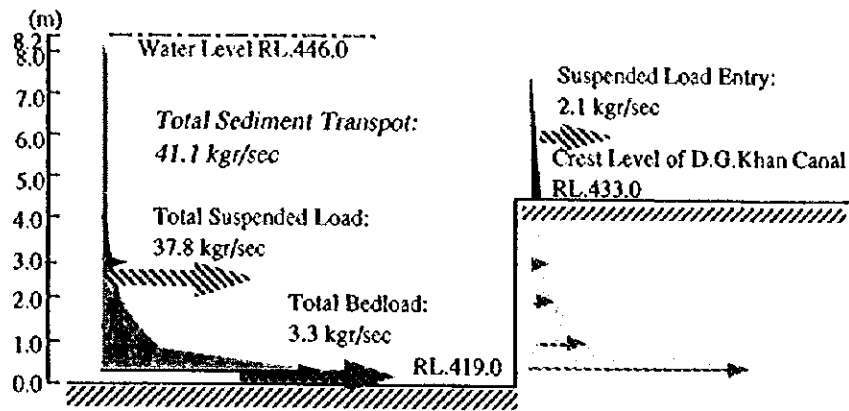 (m)
8.2
8.0
7.0
6.0
5.0
4.0
3.0
2.0
1.0
0.0
Water Level RL.446.0
Total Sediment Transpot:
41.1 kgr/sec
Total Suspended Load:
37.8 kgr/sec
Total Bedload:
3.3 kgr/sec
RL.419.0
Suspended Load Entry:
2.1 kgr/sec
Crest Level of D.G.Khan Canal
RL.433.0